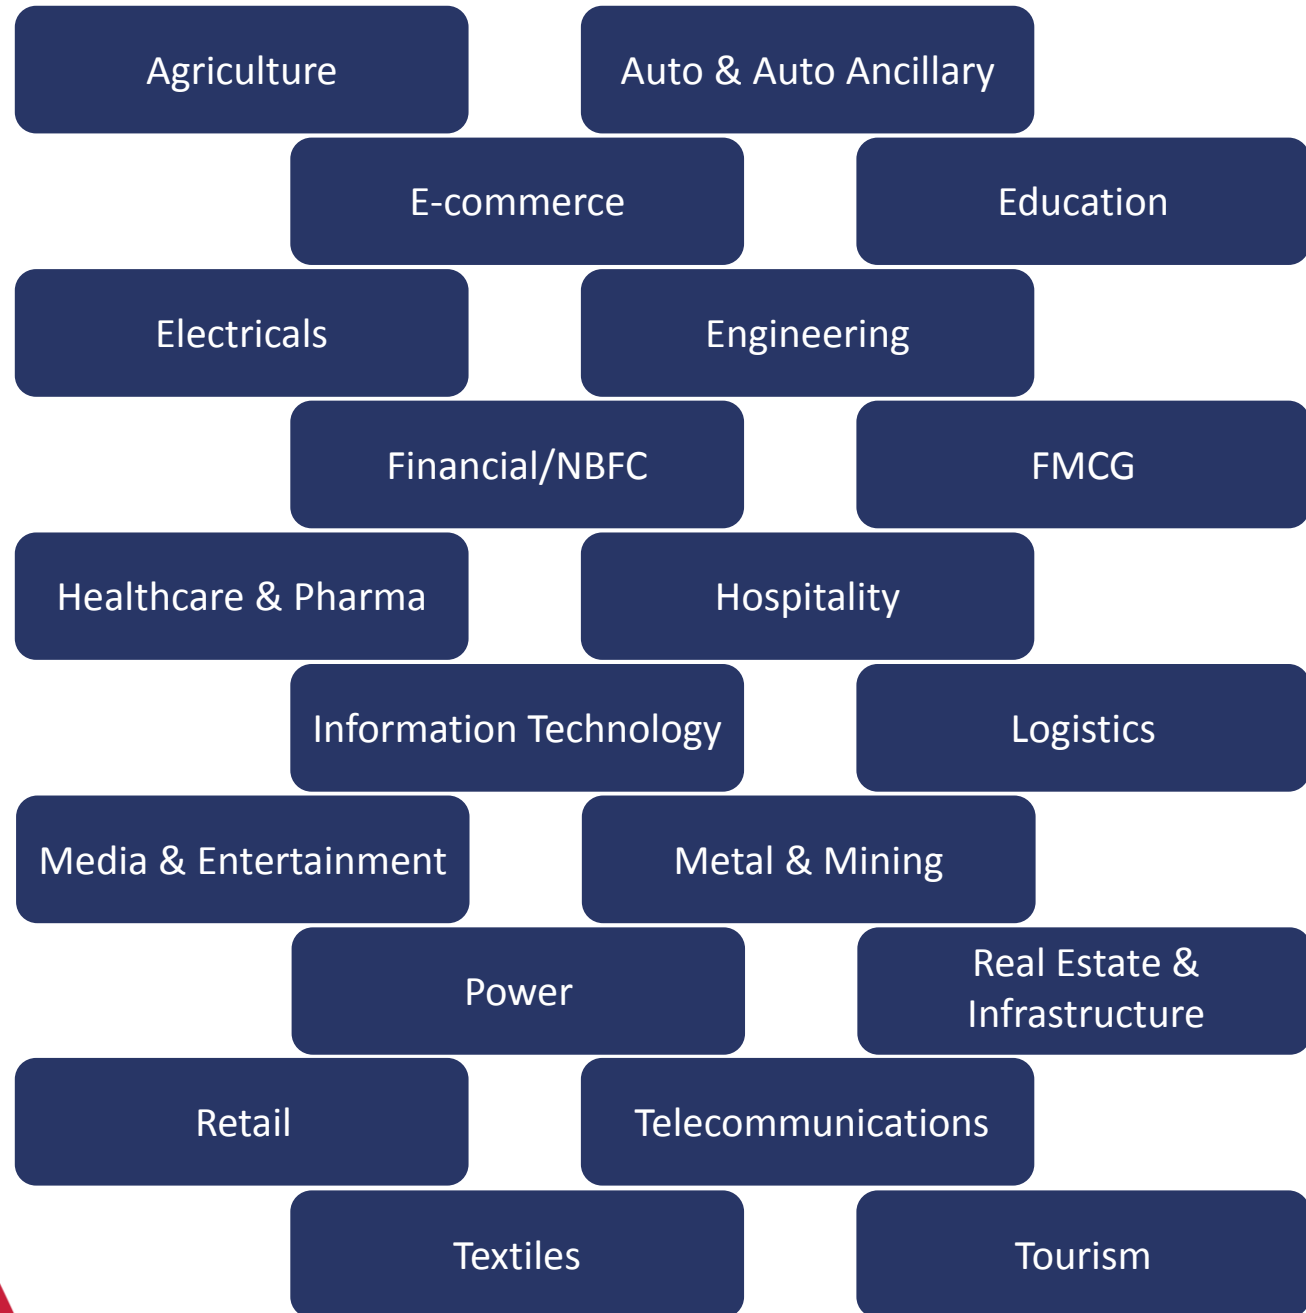 Agriculture
Auto & Auto Ancillary
E-commerce
Education
Electricals
Engineering
Financial/NBFC
FMCG
Healthcare & Pharma
Hospitality
Information Technology
Logistics
Media & Entertainment
Metal & Mining
Power
Real Estate &
Infrastructure
Retail
Telecommunications
Textiles
Tourism